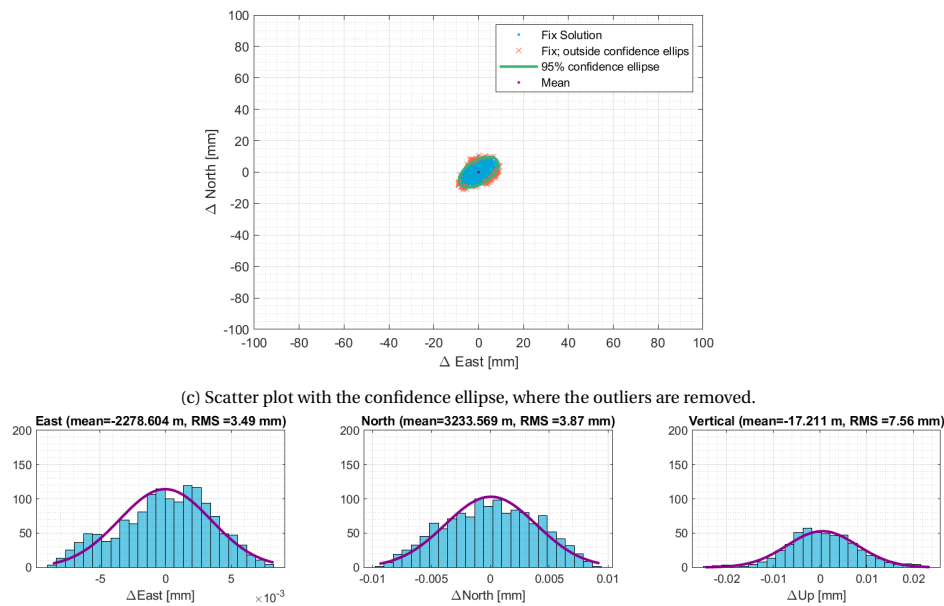 100
80
60
40
20
0
-20
-40
-60
-80
-100
Δ North [mm]
Fix Solution
Fix; outside confidence ellips
95% confidence ellipse
Mean
-100 -80 -60 -40 -20 0 20 40 60 80 100
Δ East [mm]
(c) Scatter plot with the confidence ellipse, where the outliers are removed.
East (mean=-2278.604 m, RMS =3.49 mm)
200
150
100
50
0
-5 0 5
ΔEast [mm] × 10⁻³
North (mean=3233.569 m, RMS =3.87 mm)
200
150
100
50
0
-0.01 -0.005 0 0.005 0.01
ΔNorth [mm]
Vertical (mean=-17.211 m, RMS =7.56 mm)
200
150
100
50
0
-0.02 -0.01 0 0.01 0.02
ΔUp [mm]